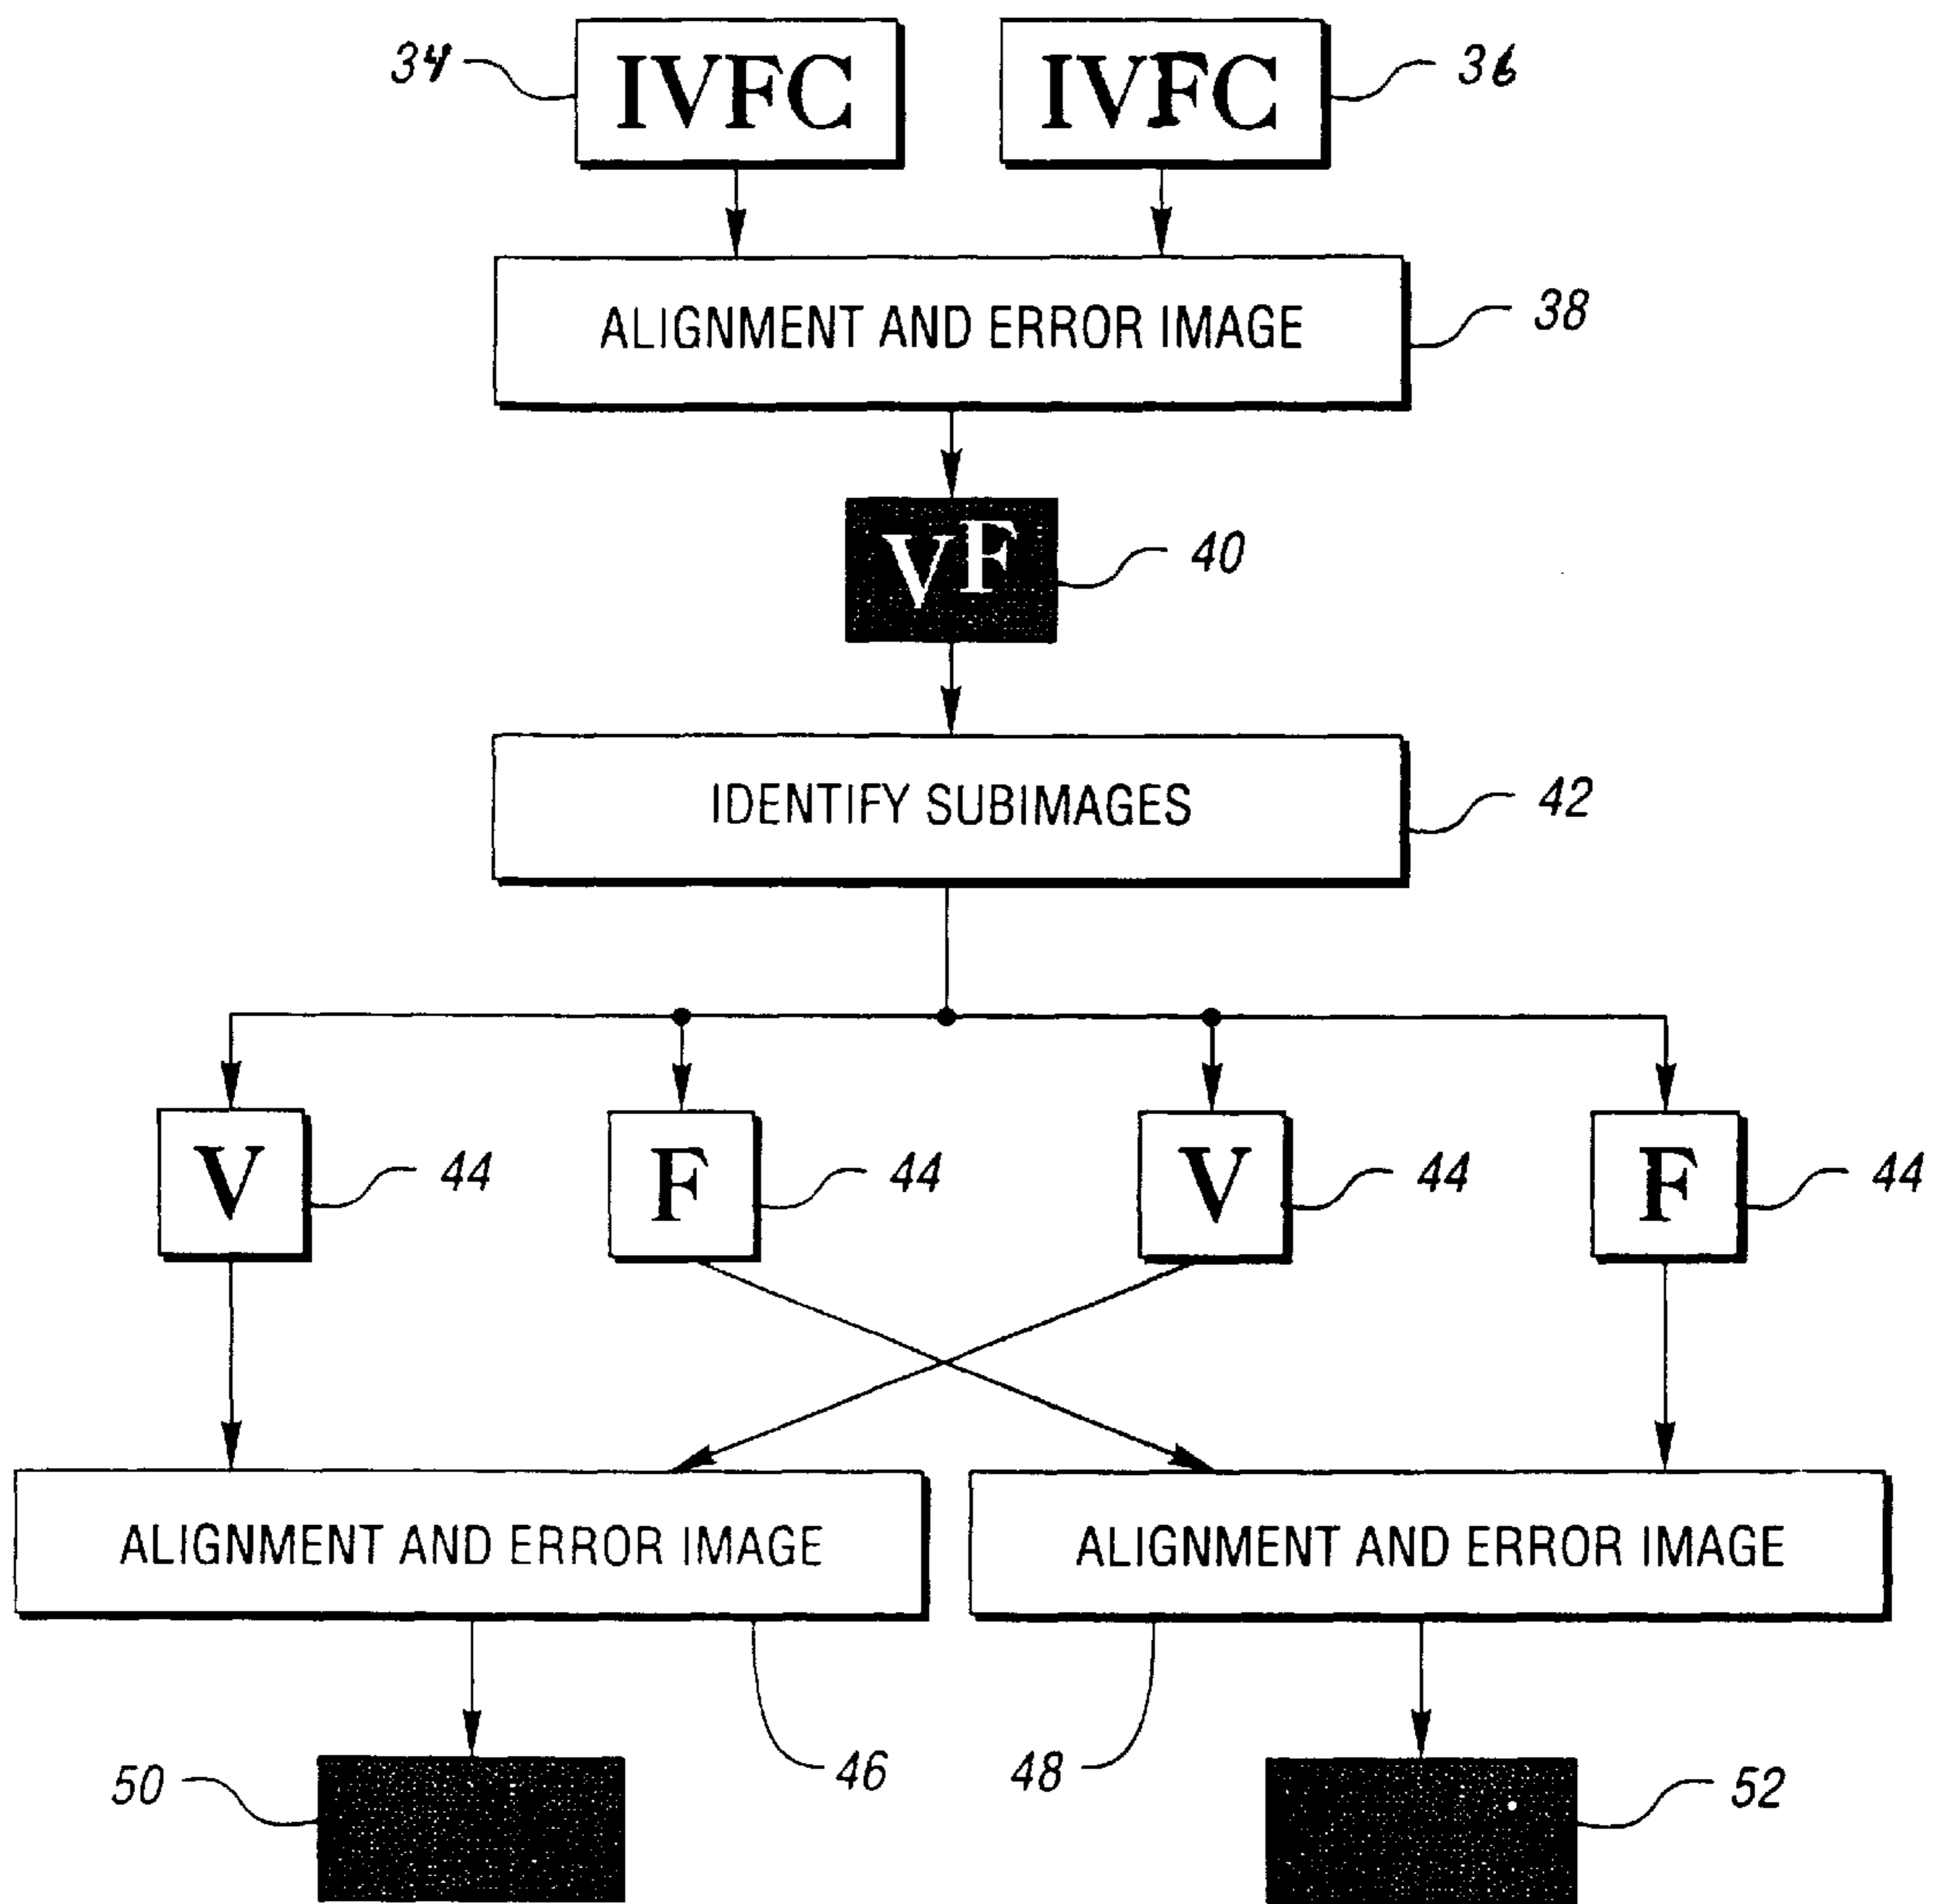 34 IVFC IVFC 36
ALIGNMENT AND ERROR IMAGE 38
VF 40
IDENTIFY SUBIMAGES 42
V 44 F 44 V 44 F 44
ALIGNMENT AND ERROR IMAGE ALIGNMENT AND ERROR IMAGE
50 46 48 52